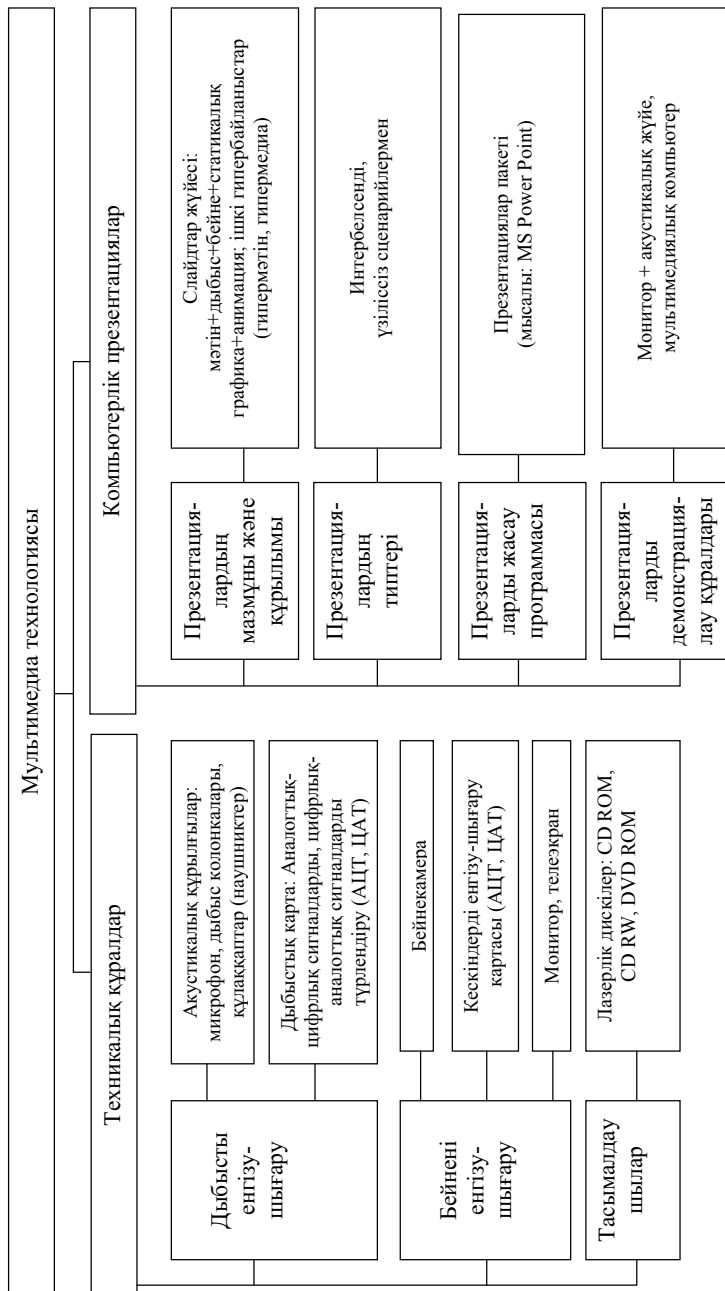 Мультимедиа технологиясы
Техникалық құралдар
Дыбысты
енгізу-
шығару
Акустикалық құрылғылар:
микрофон, дыбыс колонкалары,
құлаққаптар (наушниктер)
Дыбыстық карта: Аналогтық-
цифрлық сигналдарды, цифрлық-
аналогтық сигналдарды
түрлендіру (АЦТ, ЦАТ)
Бейнені
енгізу-
шығару
Бейнекамера
Кескіндерді енгізу-шығару
картасы (АЦТ, ЦАТ)
Монитор, телеэкран
Тасымалдау
шылар
Лазерлік дискілер: CD ROM,
CD RW, DVD ROM
Компьютерлік презентациялар
Презентация-
лардың
мазмұны және
құрылымы
Слайдтар жүйесі:
мәтін+дыбыс+бейне+статикалық
графика+анимация; ішкі гипербайланыстар
(гипермәтін, гипермедиа)
Презентация-
лардың
типтері
Интербелсенді,
үзіліссіз сценарийлермен
Презентация-
ларды жасау
программасы
Презентациялар пакеті
(мысалы: MS Power Point)
Презентация-
ларды
демонстрация-
лау құралдары
Монитор + акустикалық жүйе,
мультимедиялық компьютер